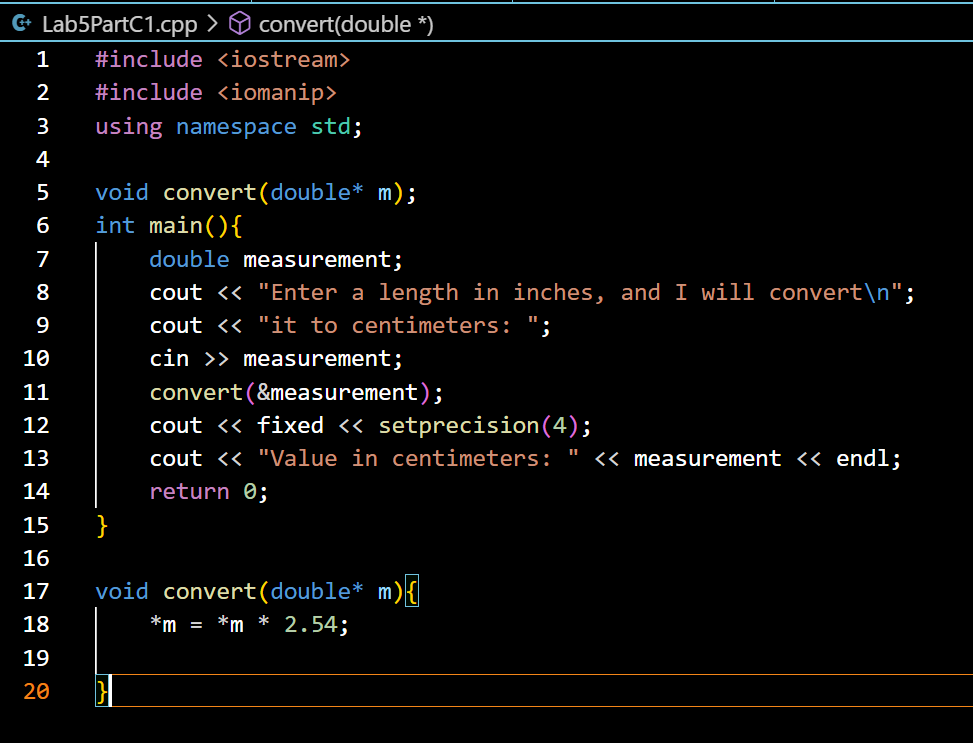 Lab5PartC1.cpp > convert(double *)
1 #include <iostream>
2 #include <iomanip>
3 using namespace std;
4
5 void convert(double* m);
6 int main(){
7     double measurement;
8     cout << "Enter a length in inches, and I will convert\n";
9     cout << "it to centimeters: ";
10     cin >> measurement;
11     convert(&measurement);
12     cout << fixed << setprecision(4);
13     cout << "Value in centimeters: " << measurement << endl;
14     return 0;
15 }
16
17 void convert(double* m){
18     *m = *m * 2.54;
19
20 }